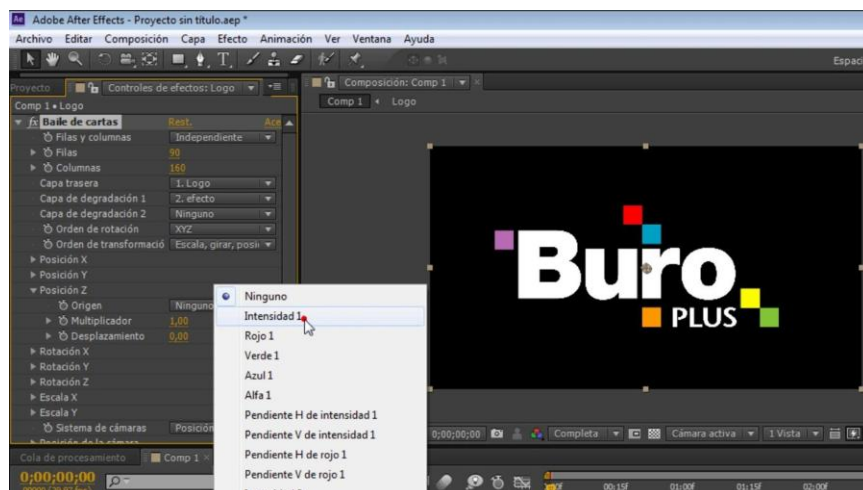 Adobe After Effects - Proyecto sin título.aep *
Archivo Editar Composición Capa Efecto Animación Ver Ventana Ayuda
Espaci
Proyecto Controles de efectos: Logo Composición: Comp 1
Comp 1 • Logo Comp 1 Logo
fx Baile de cartas Rest. Ace
Filas y columnas Independiente
Filas 90
Columnas 160
Capa trasera 1. Logo
Capa de degradación 1 2. efecto
Capa de degradación 2 Ninguno
Orden de rotación XYZ
Orden de transformació Escala, girar, posi
Posición X
Posición Y
Posición Z
Origen Ninguno
Multiplicador 1,00
Desplazamiento 0,00
Rotación X
Rotación Y
Rotación Z
Escala X
Escala Y
Sistema de cámaras Posición
Ninguno
Intensidad 1
Rojo 1
Verde 1
Azul 1
Alfa 1
Pendiente H de intensidad 1
Pendiente V de intensidad 1
Pendiente H de rojo 1
Pendiente V de rojo 1
Buro
PLUS
0;00;00;00 Completa Cámara activa 1 Vista
Cola de procesamiento Comp 1
0;00;00;00
00:15f 01:00f 01:15f 02:00f